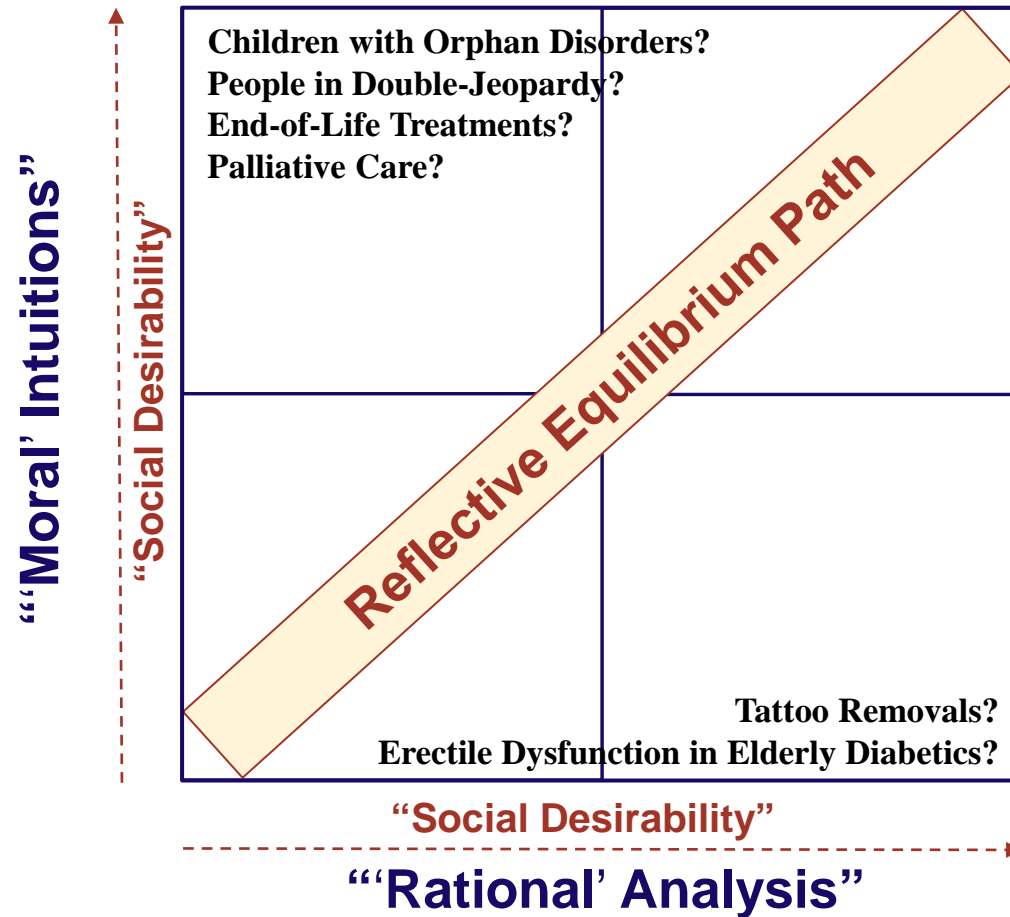 Children with Orphan Disorders?
People in Double-Jeopardy?
End-of-Life Treatments?
Palliative Care?
“‘Moral’ Intuitions”
“Social Desirability”
Reflective Equilibrium Path
Tattoo Removals?
Erectile Dysfunction in Elderly Diabetics?
“Social Desirability”
“‘Rational’ Analysis”